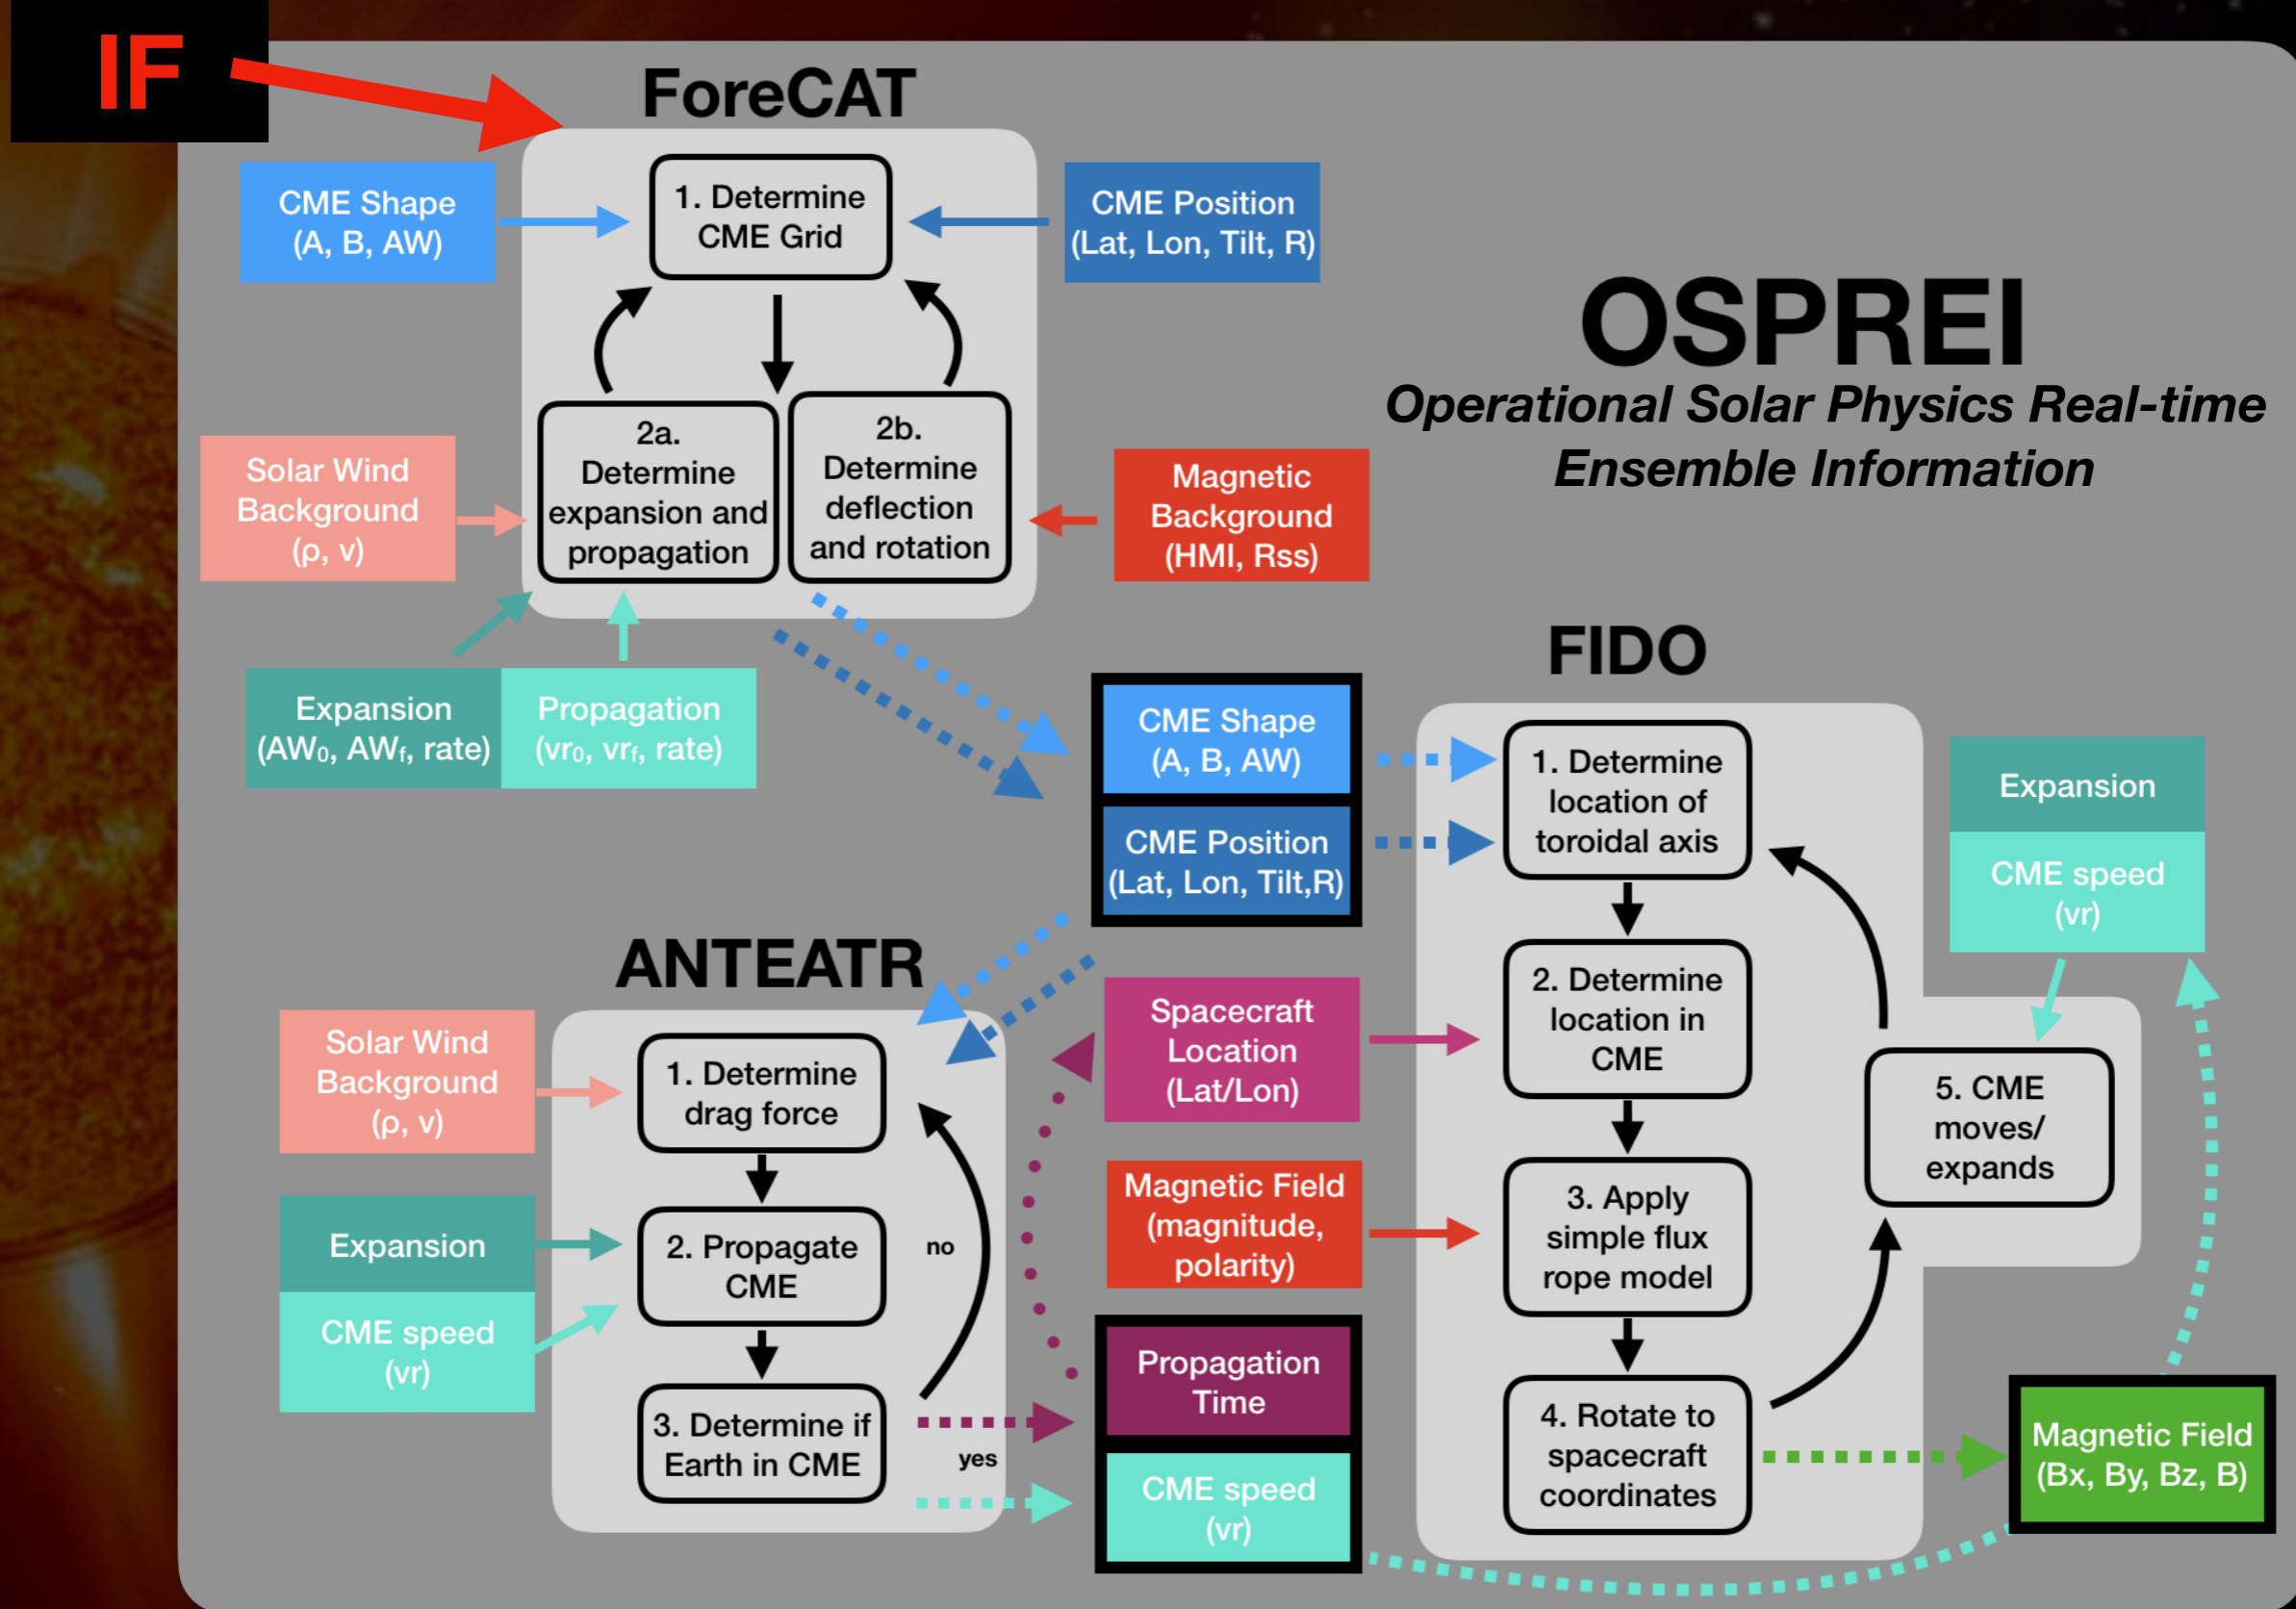 IF
ForeCAT
CME Shape
(A, B, AW)
1. Determine
CME Grid
CME Position
(Lat, Lon, Tilt, R)
OSPREI
Operational Solar Physics Real-time
Ensemble Information
Solar Wind
Background
(ρ, v)
2a.
Determine
expansion and
propagation
2b.
Determine
deflection
and rotation
Magnetic
Background
(HMI, Rss)
Expansion
(AW₀, AWf, rate)
Propagation
(vr₀, vrf, rate)
CME Shape
(A, B, AW)
CME Position
(Lat, Lon, Tilt,R)
FIDO
1. Determine
location of
toroidal axis
2. Determine
location in
CME
3. Apply
simple flux
rope model
4. Rotate to
spacecraft
coordinates
5. CME
moves/
expands
Expansion
CME speed
(vr)
ANTEATR
Solar Wind
Background
(ρ, v)
Expansion
CME speed
(vr)
1. Determine
drag force
2. Propagate
CME
3. Determine if
Earth in CME
no
yes
Spacecraft
Location
(Lat/Lon)
Magnetic Field
(magnitude,
polarity)
Propagation
Time
CME speed
(vr)
Magnetic Field
(Bx, By, Bz, B)